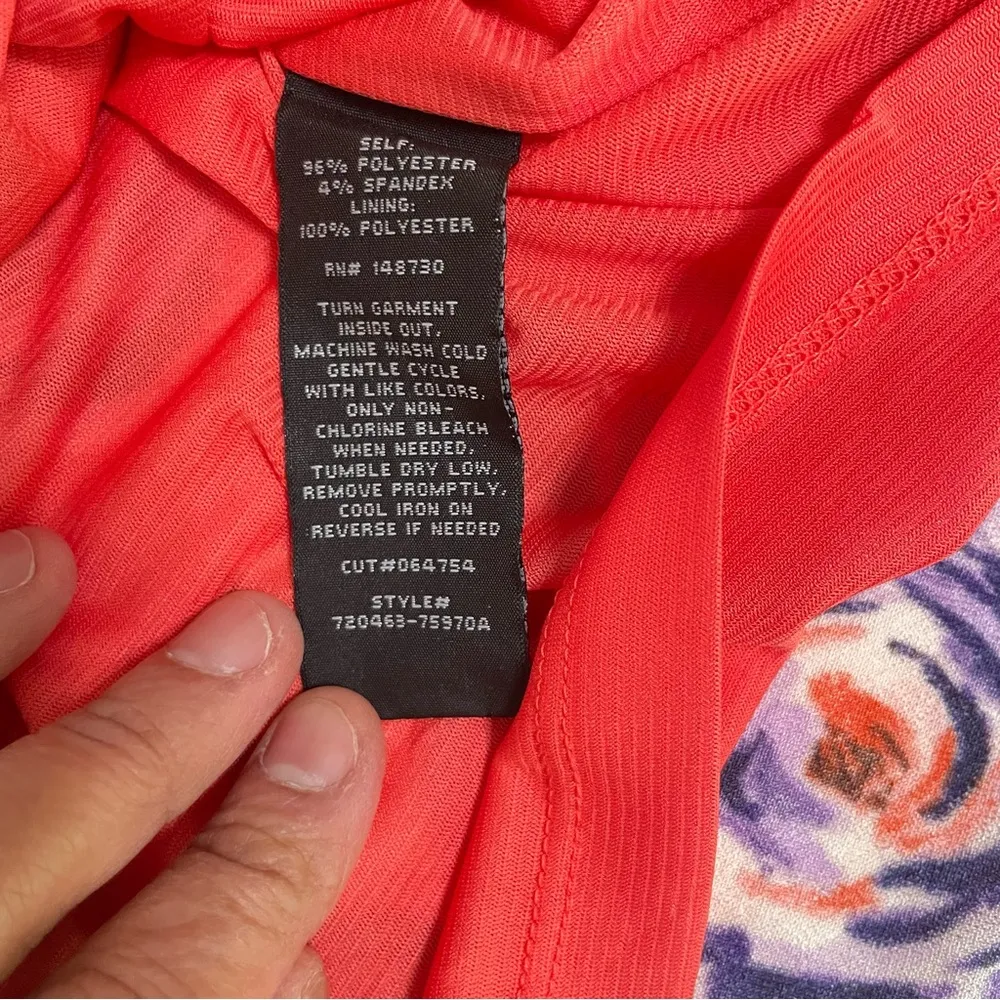 SELF:
96% POLYESTER
4% SPANDEX
LINING:
100% POLYESTER
RN# 148730
TURN GARMENT
INSIDE OUT,
MACHINE WASH COLD
GENTLE CYCLE
WITH LIKE COLORS,
ONLY NON-
CHLORINE BLEACH
WHEN NEEDED,
TUMBLE DRY LOW,
REMOVE PROMPTLY,
COOL IRON ON
REVERSE IF NEEDED
CUT#064754
STYLE#
720463-75970A